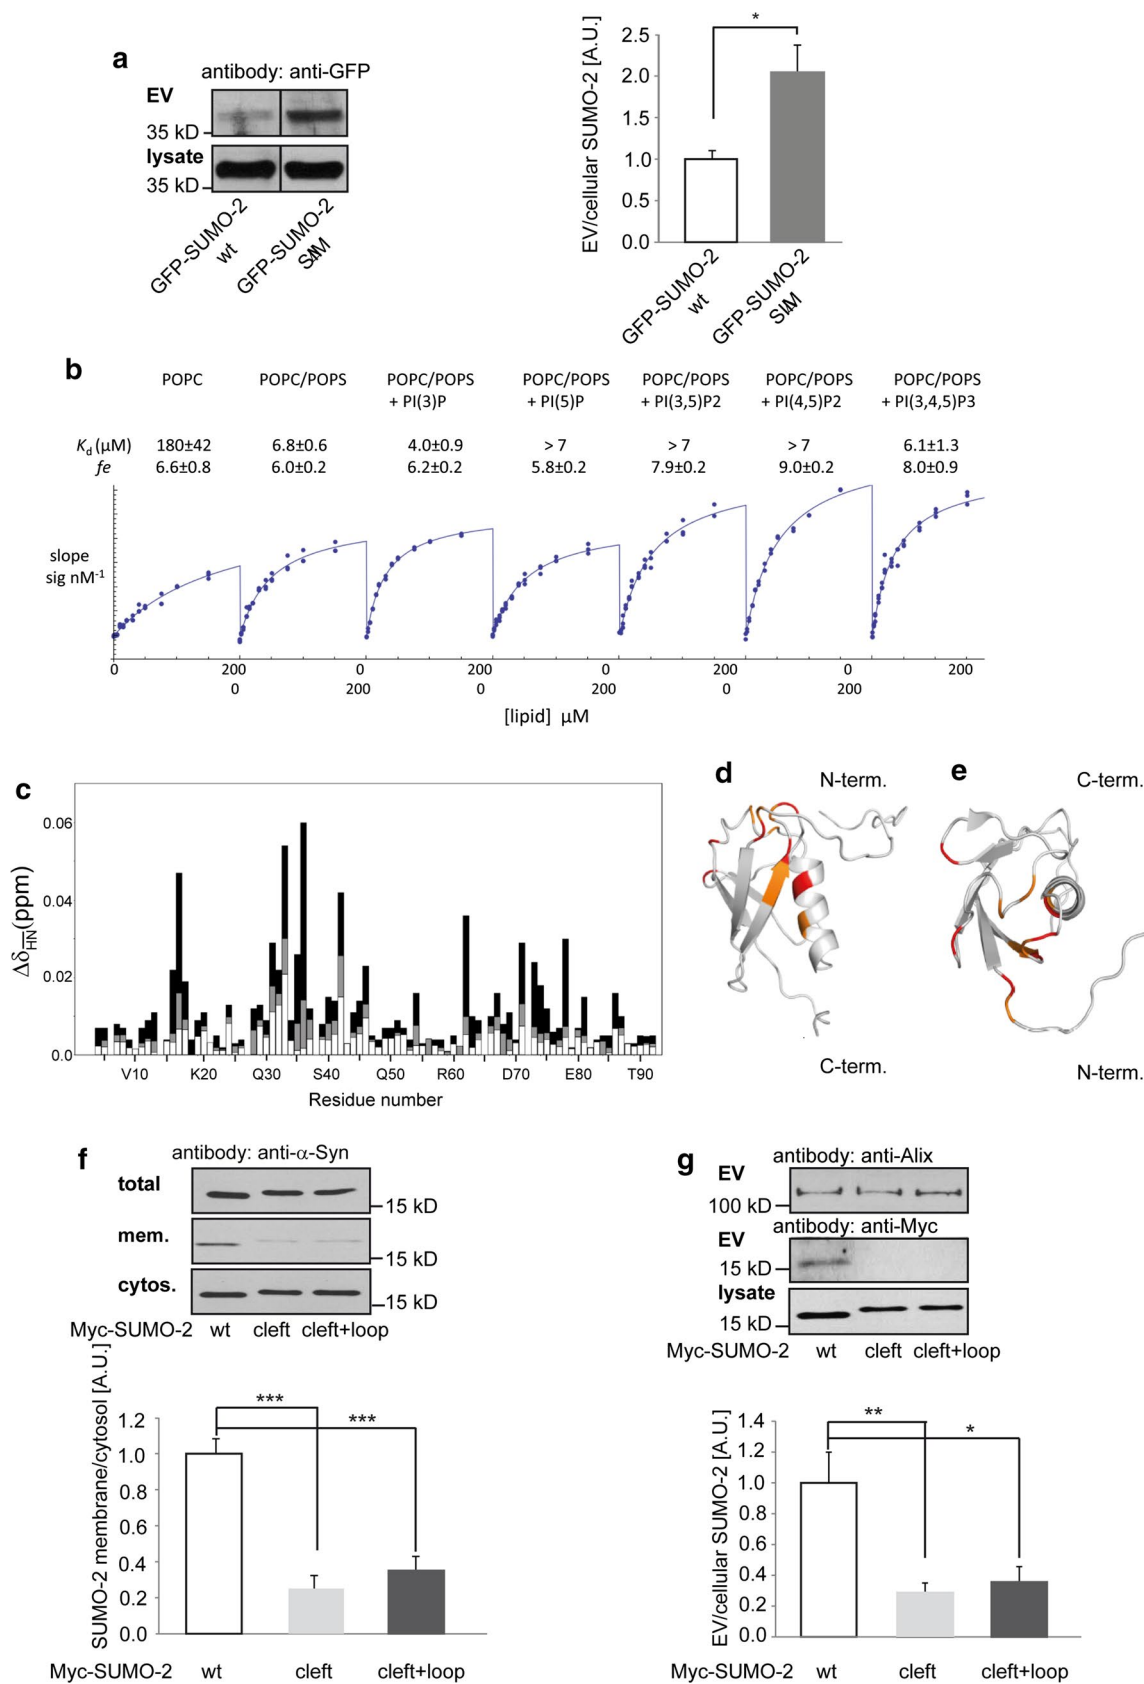 a
antibody: anti-GFP
EV
35 kD
lysate
35 kD
GFP-SUMO-2
wt
GFP-SUMO-2
EV/cellular SUMO-2 [A.U.]
2.5
2.0
1.5
1.0
0.5
0.0
*
GFP-SUMO-2
wt
GFP-SUMO-2
b
POPC POPC/POPS POPC/POPS POPC/POPS POPC/POPS POPC/POPS POPC/POPS
+ PI(3)P + PI(5)P + PI(3,5)P2 + PI(4,5)P2 + PI(3,4,5)P3
Kd (μM) 180±42 6.8±0.6 4.0±0.9 > 7 > 7 > 7 6.1±1.3
fe 6.6±0.8 6.0±0.2 6.2±0.2 5.8±0.2 7.9±0.2 9.0±0.2 8.0±0.9
slope
sig nM-1
0 200 0 200 0 200 0 200
0 200 0 200 0 200
[lipid] μM
c
ΔδHN(ppm)
0.06
0.04
0.02
0.0
V10 K20 Q30 S40 Q50 R60 D70 E80 T90
Residue number
d
N-term.
C-term.
e
C-term.
N-term.
f
antibody: anti-α-Syn
total
15 kD
mem.
15 kD
cytos.
15 kD
Myc-SUMO-2 wt cleft cleft+loop
SUMO-2 membrane/cytosol [A.U.]
1.2
1.0
0.8
0.6
0.4
0.2
0.0
***
***
Myc-SUMO-2 wt cleft cleft+loop
g
antibody: anti-Alix
EV
100 kD
antibody: anti-Myc
EV
15 kD
lysate
15 kD
Myc-SUMO-2 wt cleft cleft+loop
EV/cellular SUMO-2 [A.U.]
1.4
1.2
1.0
0.8
0.6
0.4
0.2
0.0
**
*
Myc-SUMO-2 wt cleft cleft+loop